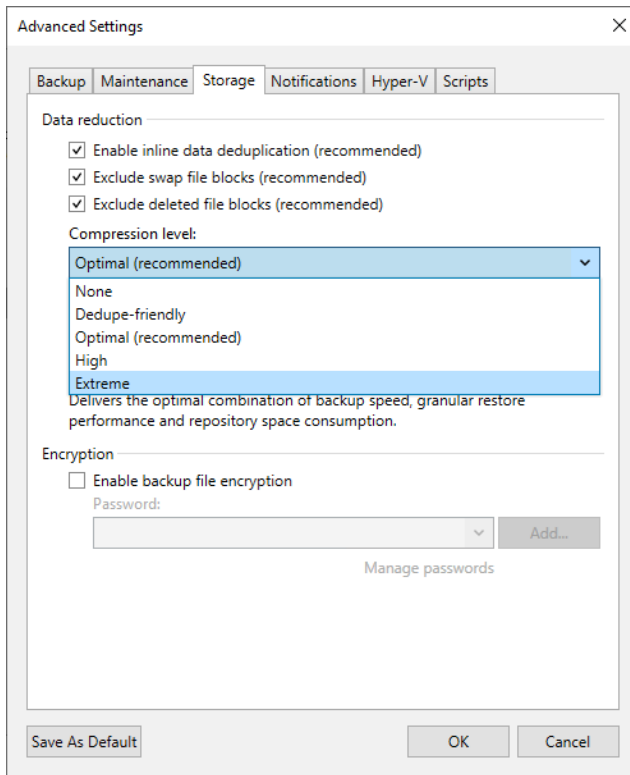 Advanced Settings
Backup Maintenance Storage Notifications Hyper-V Scripts
Data reduction
Enable inline data deduplication (recommended)
Exclude swap file blocks (recommended)
Exclude deleted file blocks (recommended)
Compression level:
Optimal (recommended)
None
Dedupe-friendly
Optimal (recommended)
High
Extreme
Delivers the optimal combination of backup speed, granular restore
performance and repository space consumption.
Encryption
Enable backup file encryption
Password:
Add...
Manage passwords
Save As Default OK Cancel